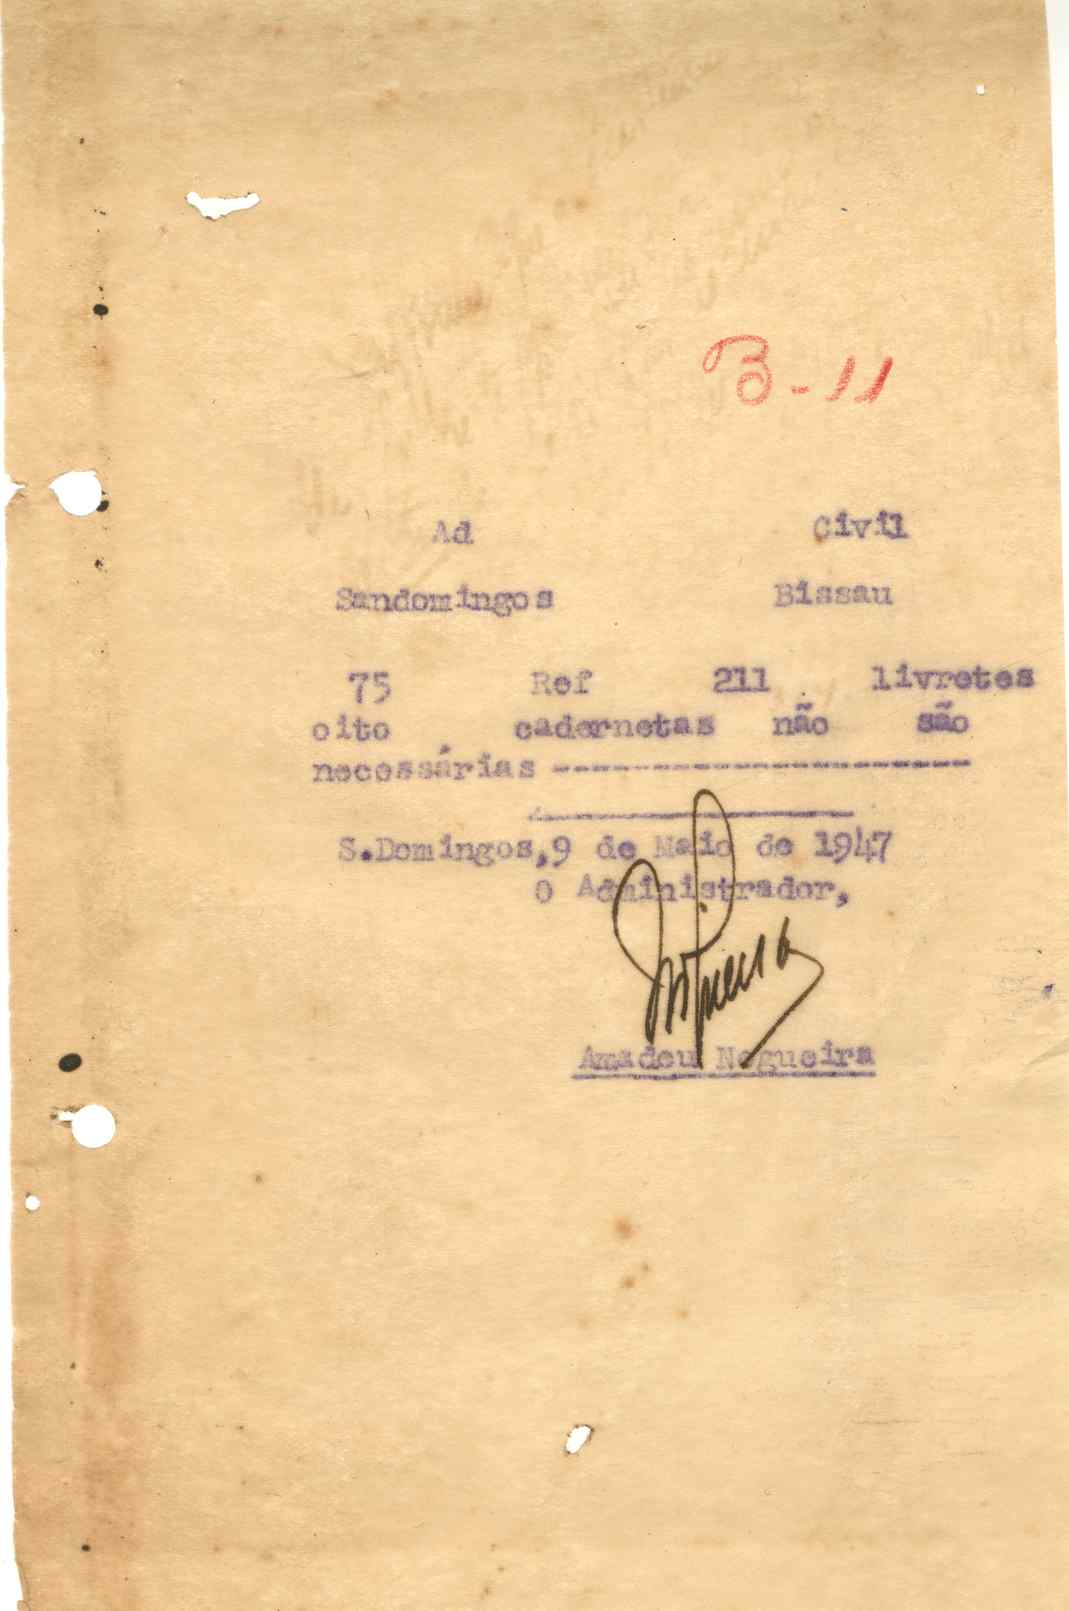 B-11
Ad Civil
Sandomingos Bissau
75 Ref 211 livretes
oito cadernetas não são
necessárias -------------------------
S.Domingos,9 de Maio de 1947
O Administrador,
Amadeu Nogueira